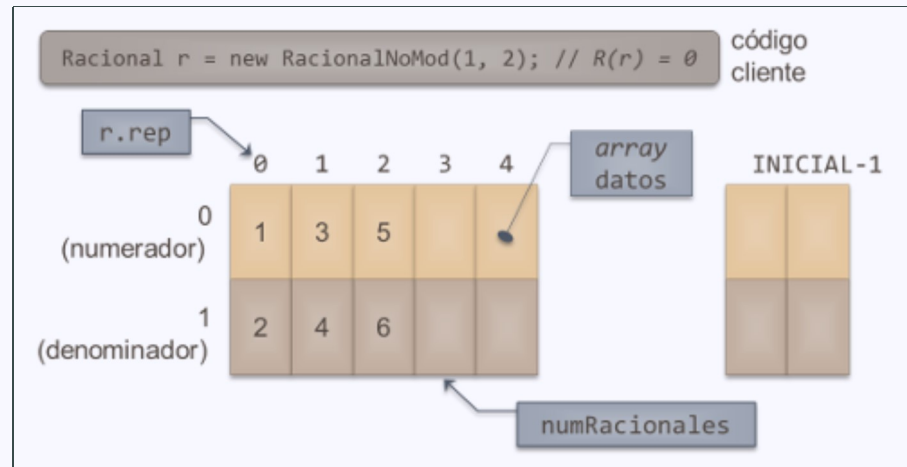 Racional r = new RacionalNoMod(1, 2); // R(r) = 0
código
cliente
r.rep
array
datos
0 1 2 3 4 INICIAL-1
0
(numerador)
1 3 5
1
(denominador)
2 4 6
numRacionales